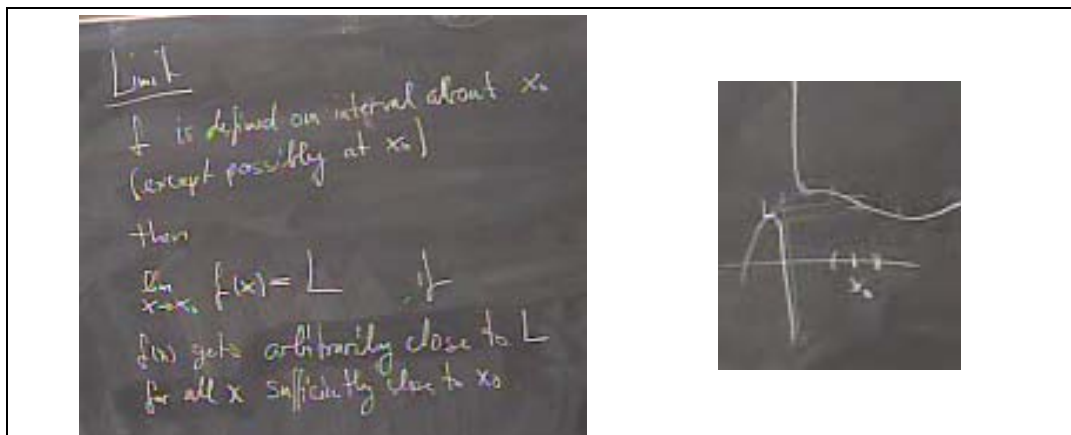 Limit
f is defined on interval about x₀
(except possibly at x₀)
then
lim x→x₀ f(x) = L if
f(x) gets arbitrarily close to L
for all x sufficiently close to x₀
L
x₀